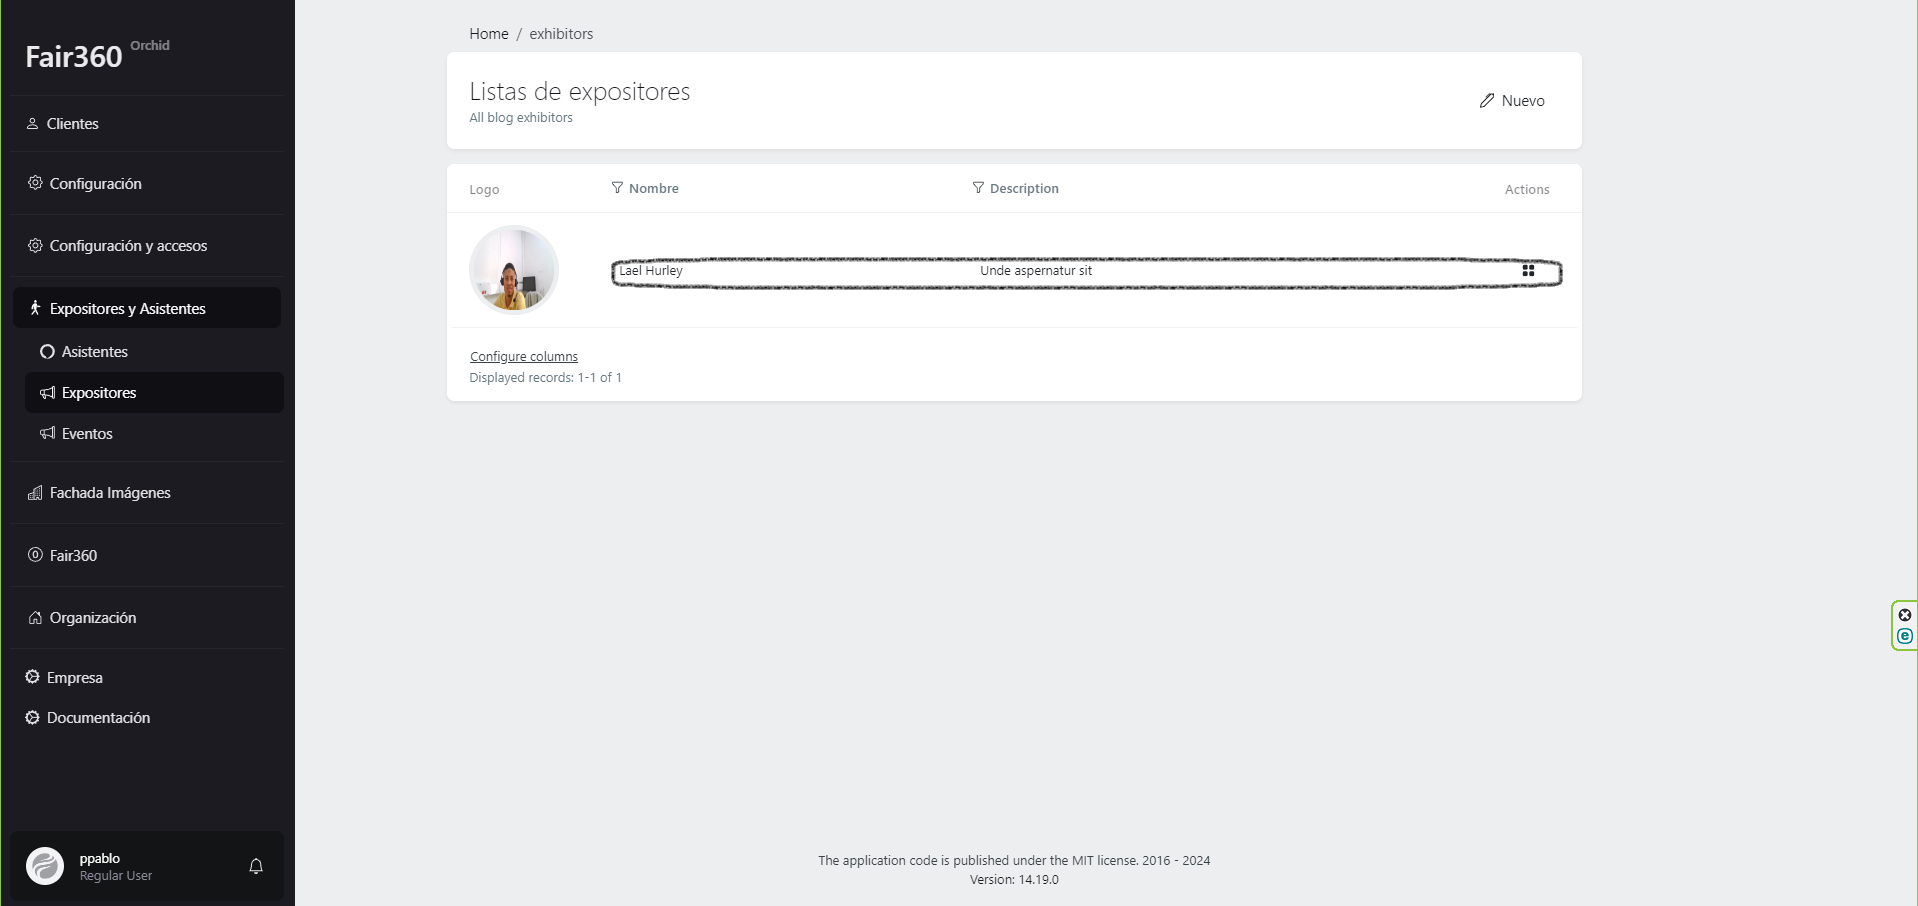 Fair360 Orchid
Clientes
Configuración
Configuración y accesos
Expositores y Asistentes
Asistentes
Expositores
Eventos
Fachada Imágenes
Fair360
Organización
Empresa
Documentación
ppablo
Regular User
Home / exhibitors
Listas de expositores
All blog exhibitors
Nuevo
Logo Nombre Description Actions
Lael Hurley Unde aspernatur sit
Configure columns
Displayed records: 1-1 of 1
The application code is published under the MIT license. 2016 - 2024
Version: 14.19.0